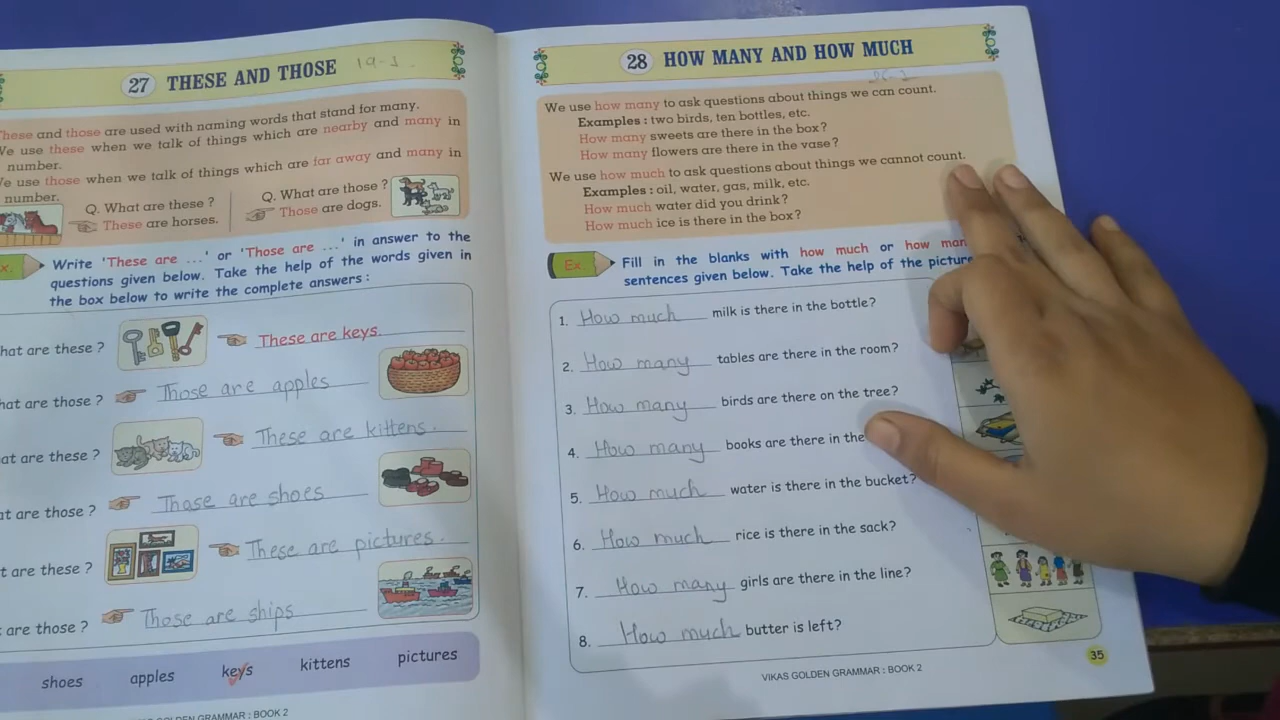 27 THESE AND THOSE 19-1
These and those are used with naming words that stand for many.
We use these when we talk of things which are nearby and many in
number.
We use those when we talk of things which are far away and many in
number.
Q. What are these ?
These are horses.
Q. What are those ?
Those are dogs.
Ex. Write 'These are ...' or 'Those are ...' in answer to the
questions given below. Take the help of the words given in
the box below to write the complete answers :
hat are these ? These are keys.
hat are those ? Those are apples
at are these ? These are kittens.
at are those ? Those are shoes
t are these ? These are pictures.
are those ? Those are ships
shoes apples keys kittens pictures
GOLDEN GRAMMAR : BOOK 2
28 HOW MANY AND HOW MUCH
We use how many to ask questions about things we can count.
Examples : two birds, ten bottles, etc.
How many sweets are there in the box?
How many flowers are there in the vase?
We use how much to ask questions about things we cannot count.
Examples : oil, water, gas, milk, etc.
How much water did you drink?
How much ice is there in the box?
Ex Fill in the blanks with how much or how man
sentences given below. Take the help of the picture
1. How much milk is there in the bottle?
2. How many tables are there in the room?
3. How many birds are there on the tree?
4. How many books are there in the
5. How much water is there in the bucket?
6. How much rice is there in the sack?
7. How many girls are there in the line?
8. How much butter is left?
VIKAS GOLDEN GRAMMAR : BOOK 2
35